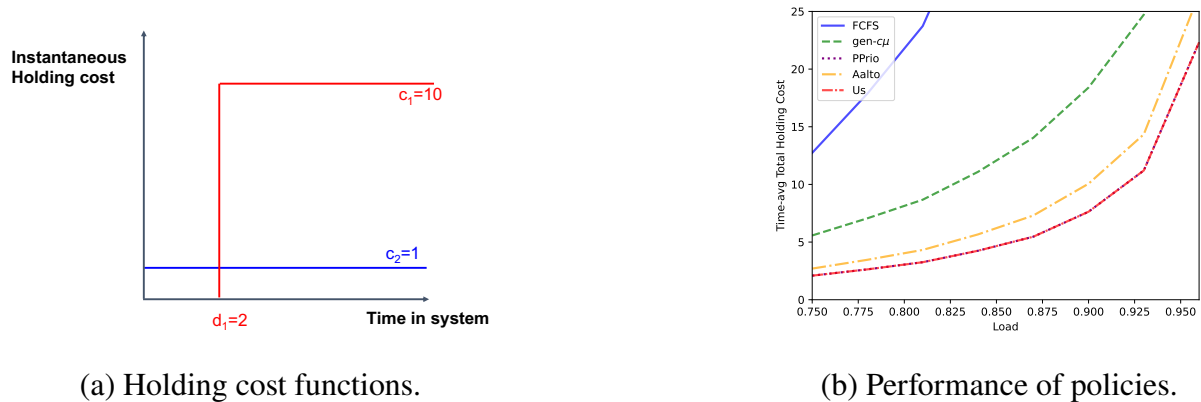 Instantaneous
Holding cost
c₁=10
c₂=1
d₁=2
Time in system
(a) Holding cost functions.
25
20
15
10
5
0
Time-avg Total Holding Cost
FCFS
gen-cμ
PPrio
Aalto
Us
0.750 0.775 0.800 0.825 0.850 0.875 0.900 0.925 0.950
Load
(b) Performance of policies.